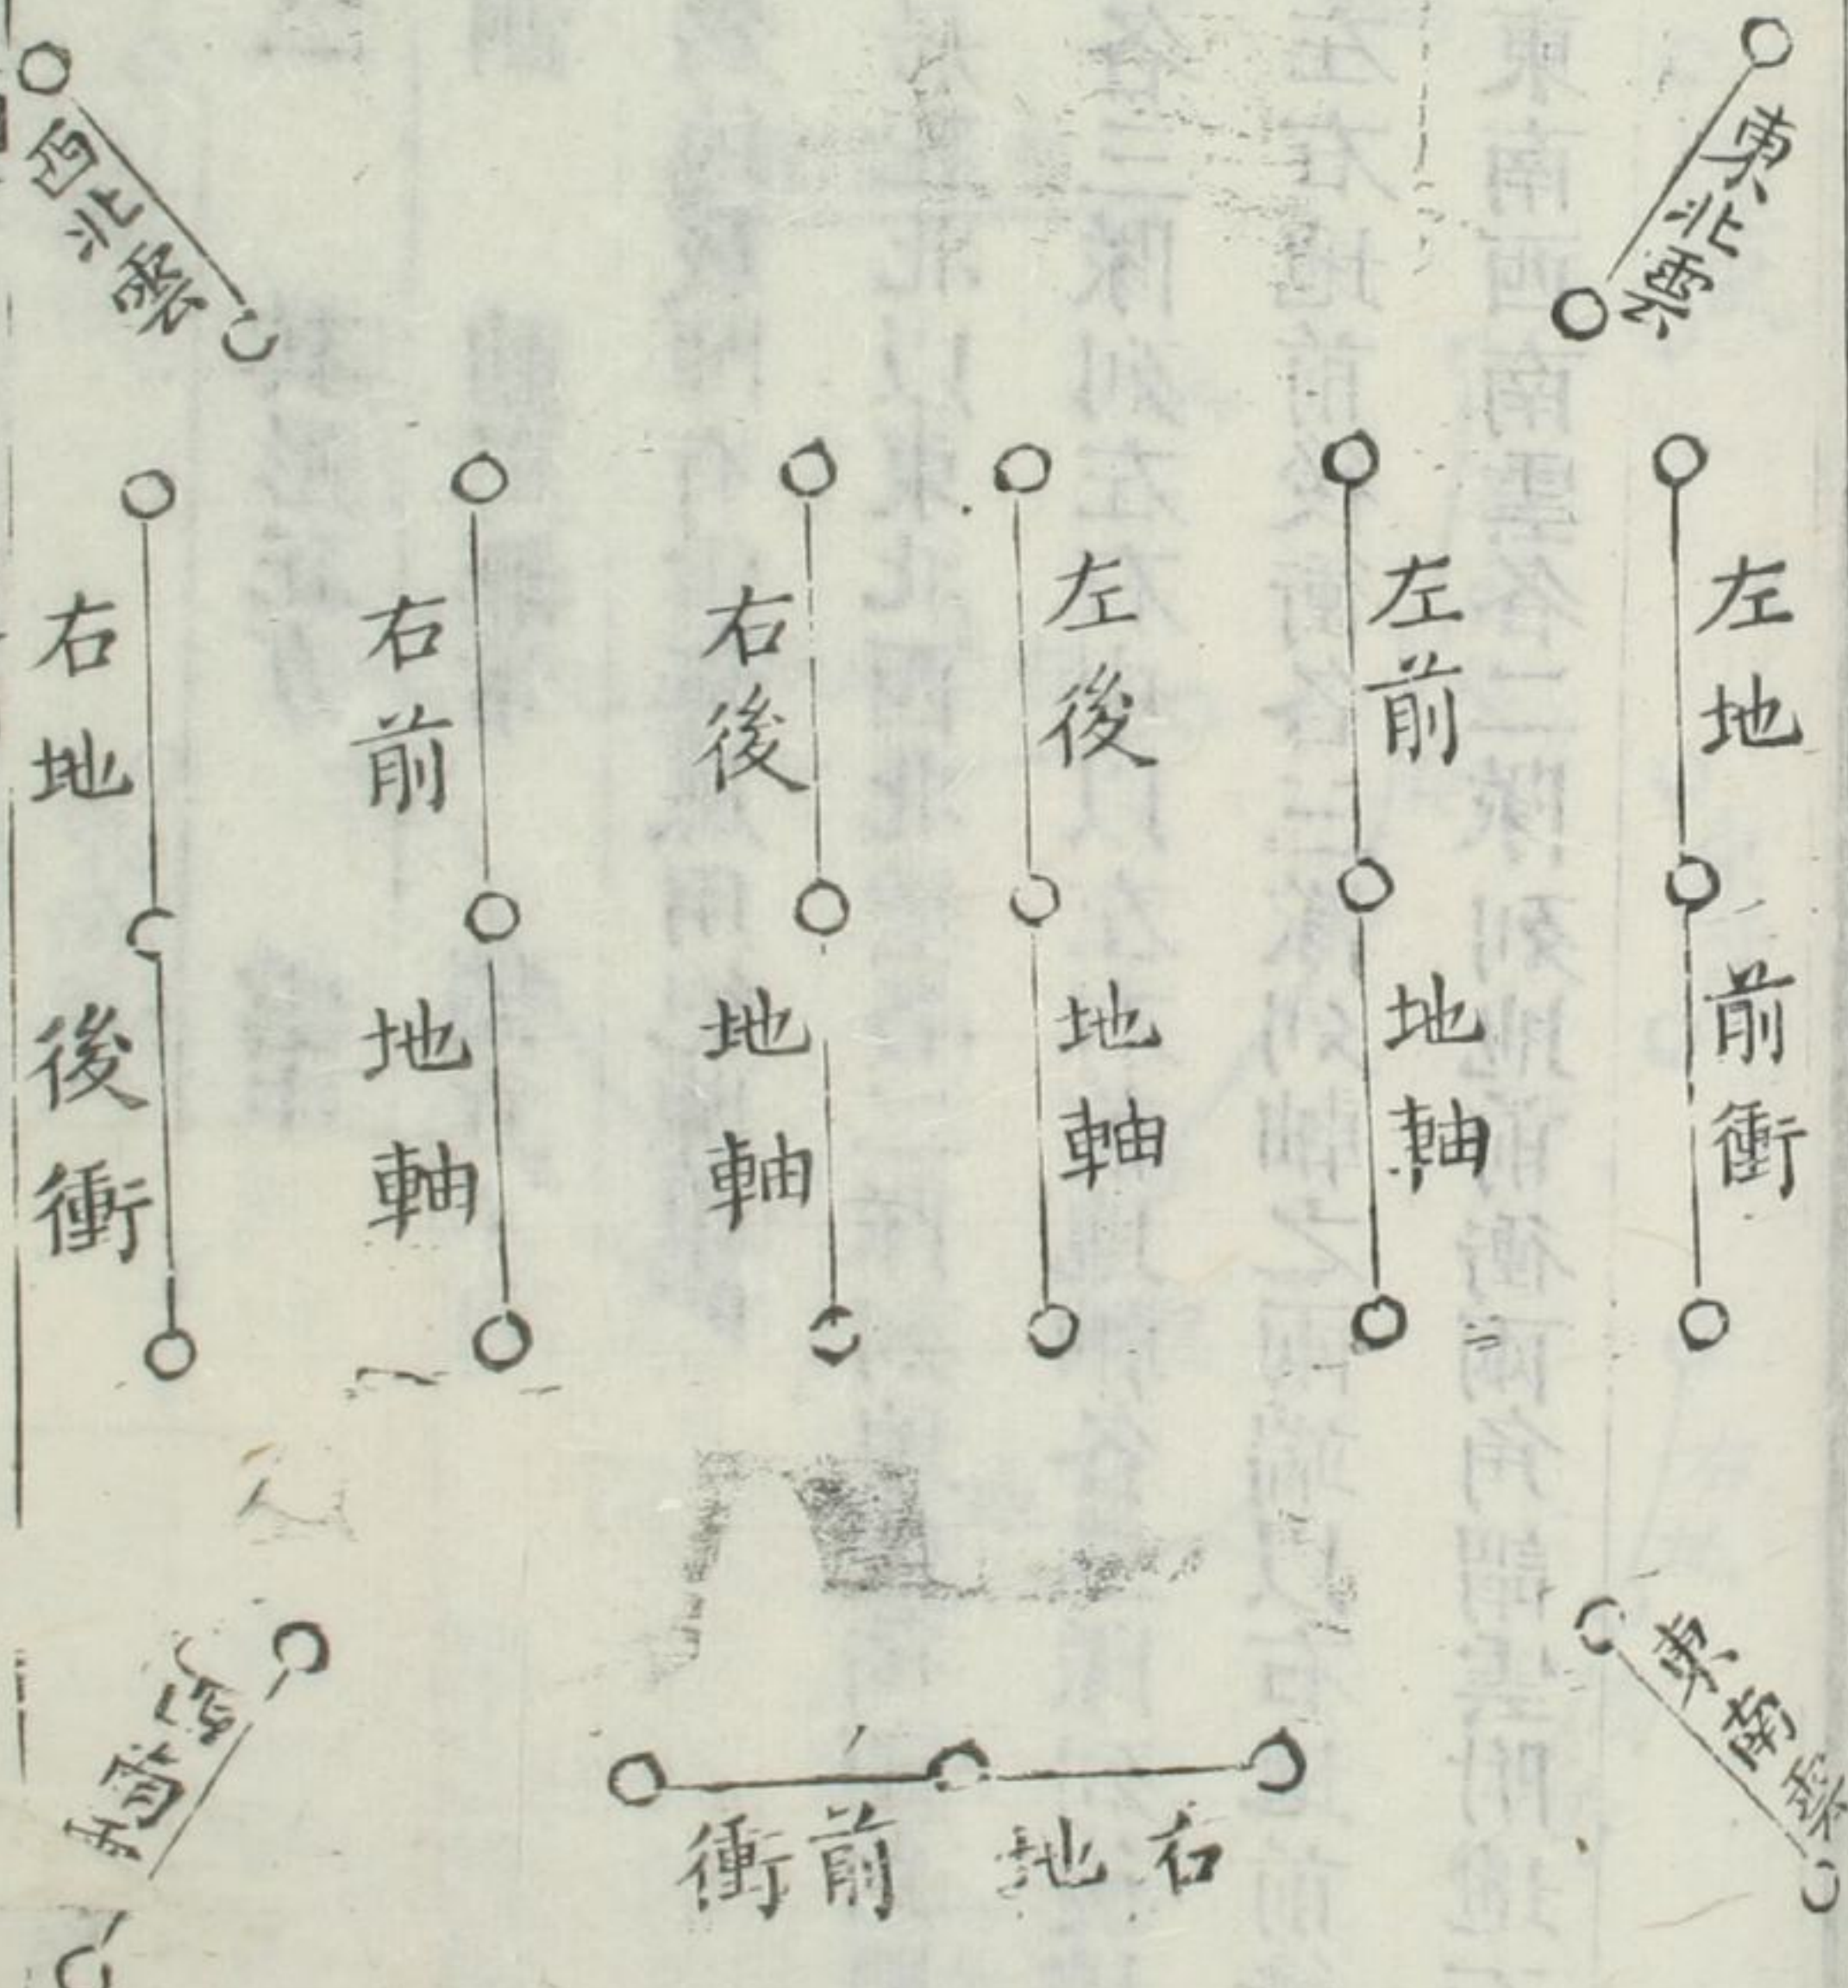 東北雲
西北雲
左地前衝
左前地軸
左後地軸
右後地軸
右前地軸
右地後衝
東南雲
右地前衝